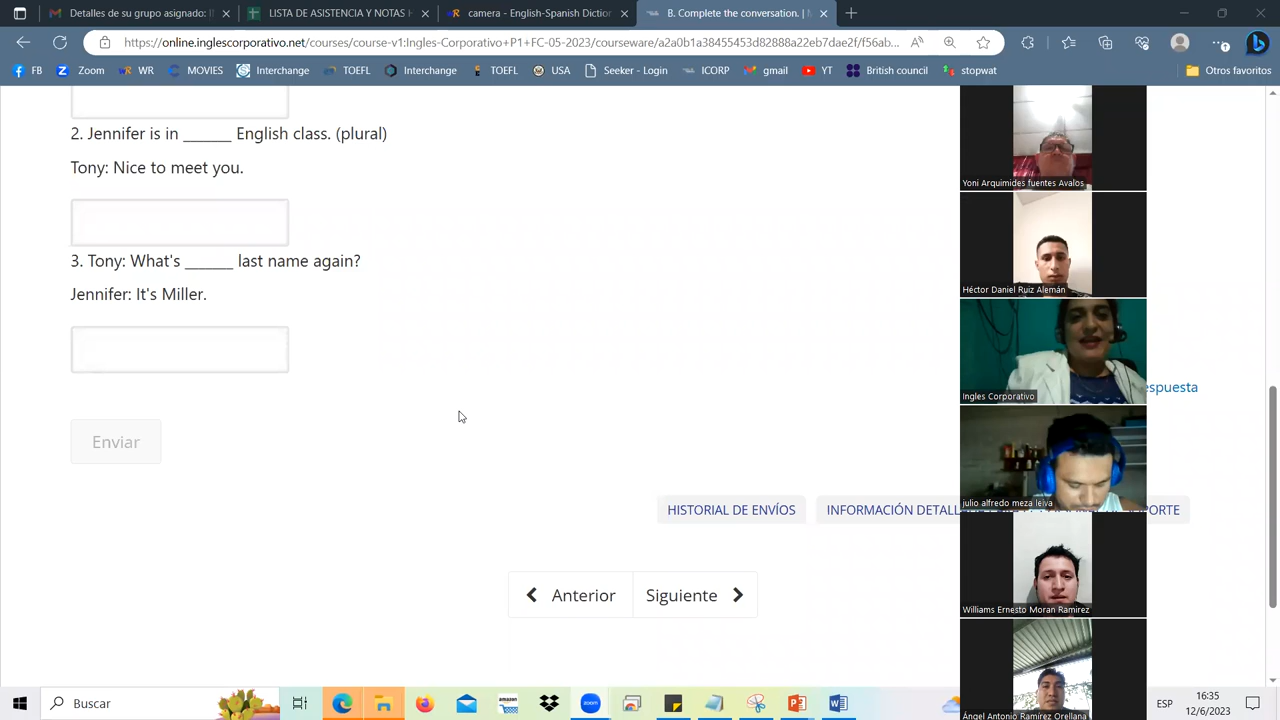 Detalles de su grupo asignado: I
LISTA DE ASISTENCIA Y NOTAS
camera - English-Spanish Diction
B. Complete the conversation. |
https://online.inglescorporativo.net/courses/course-v1:Ingles-Corporativo+P1+FC-05-2023/courseware/a2a0b1a38455453d82888a22eb7dae2f/f56ab...
FB
Zoom
WR
MOVIES
Interchange
TOEFL
Interchange
TOEFL
USA
Seeker - Login
ICORP
gmail
YT
British council
stopwat
Otros favoritos
2. Jennifer is in ______ English class. (plural)
Tony: Nice to meet you.
3. Tony: What's ______ last name again?
Jennifer: It's Miller.
espuesta
Enviar
HISTORIAL DE ENVÍOS
INFORMACIÓN DETALL
PORTE
Anterior
Siguiente
Yoni Arquimides fuentes Avalos
Héctor Daniel Ruiz Alemán
Ingles Corporativo
julio alfredo meza leiva
Williams Ernesto Moran Ramirez
Ángel Antonio Ramírez Orellana
Buscar
ESP
16:35
12/6/2023